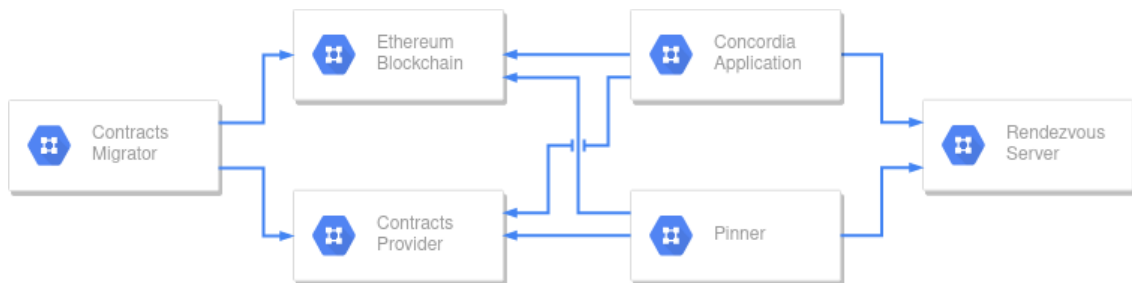 Ethereum
Blockchain
Concordia
Application
Contracts
Migrator
Rendezvous
Server
Contracts
Provider
Pinner